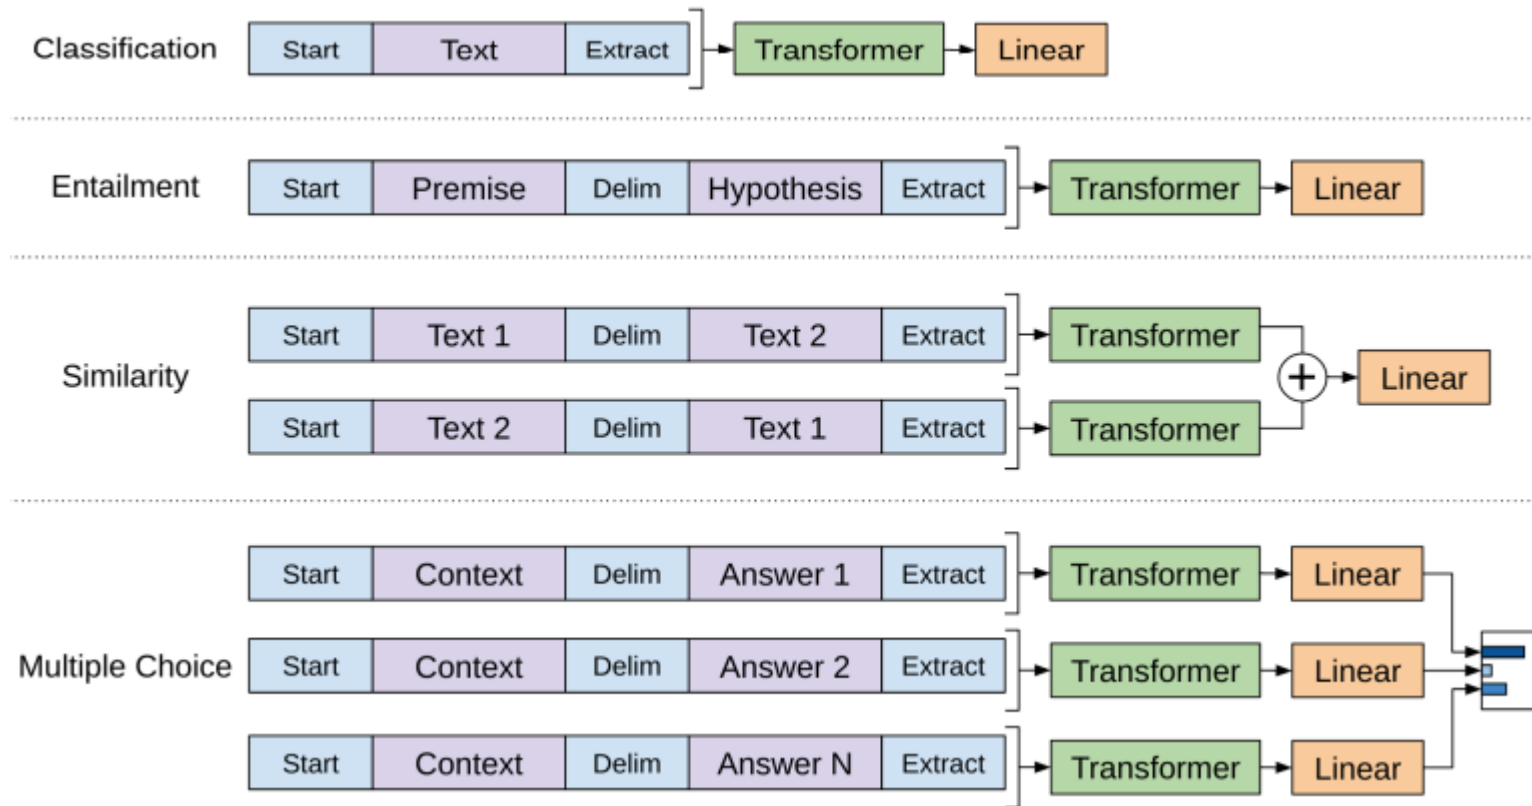 Classification Start Text Extract Transformer Linear
Entailment Start Premise Delim Hypothesis Extract Transformer Linear
Start Text 1 Delim Text 2 Extract Transformer
Similarity + Linear
Start Text 2 Delim Text 1 Extract Transformer
Start Context Delim Answer 1 Extract Transformer Linear
Multiple Choice Start Context Delim Answer 2 Extract Transformer Linear
Start Context Delim Answer N Extract Transformer Linear